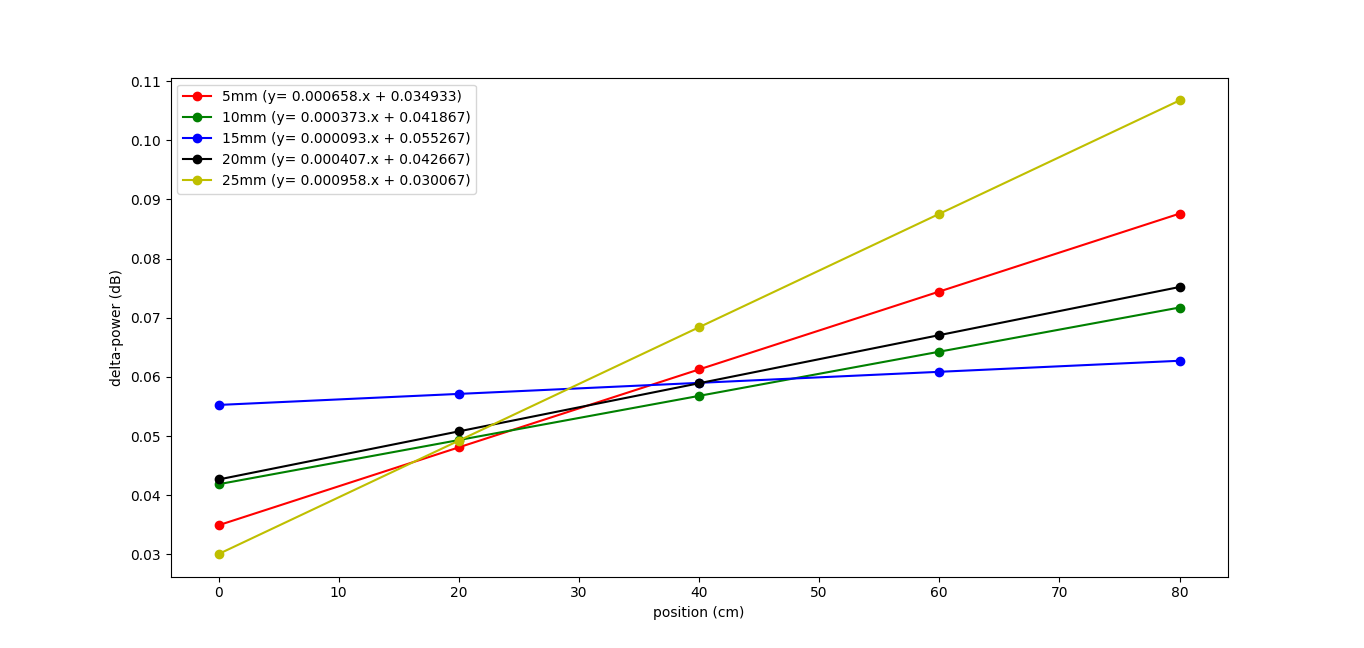 0.11
0.10
0.09
0.08
0.07
0.06
0.05
0.04
0.03
delta-power (dB)
5mm (y= 0.000658.x + 0.034933)
10mm (y= 0.000373.x + 0.041867)
15mm (y= 0.000093.x + 0.055267)
20mm (y= 0.000407.x + 0.042667)
25mm (y= 0.000958.x + 0.030067)
0 10 20 30 40 50 60 70 80
position (cm)